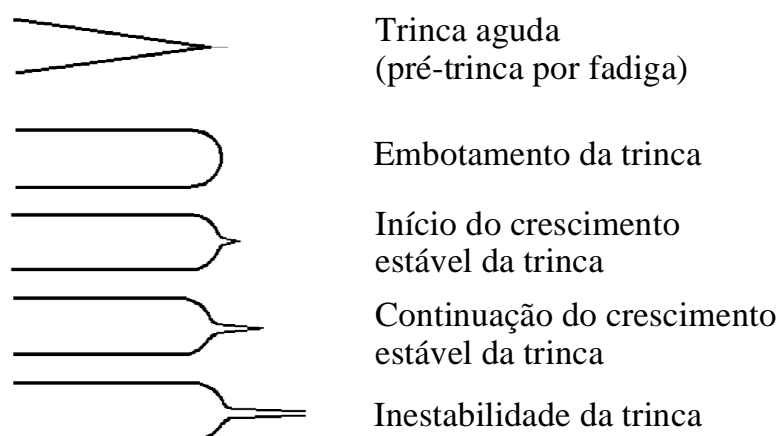 Trinca aguda
(pré-trinca por fadiga)
Embotamento da trinca
Início do crescimento
estável da trinca
Continuação do crescimento
estável da trinca
Inestabilidade da trinca